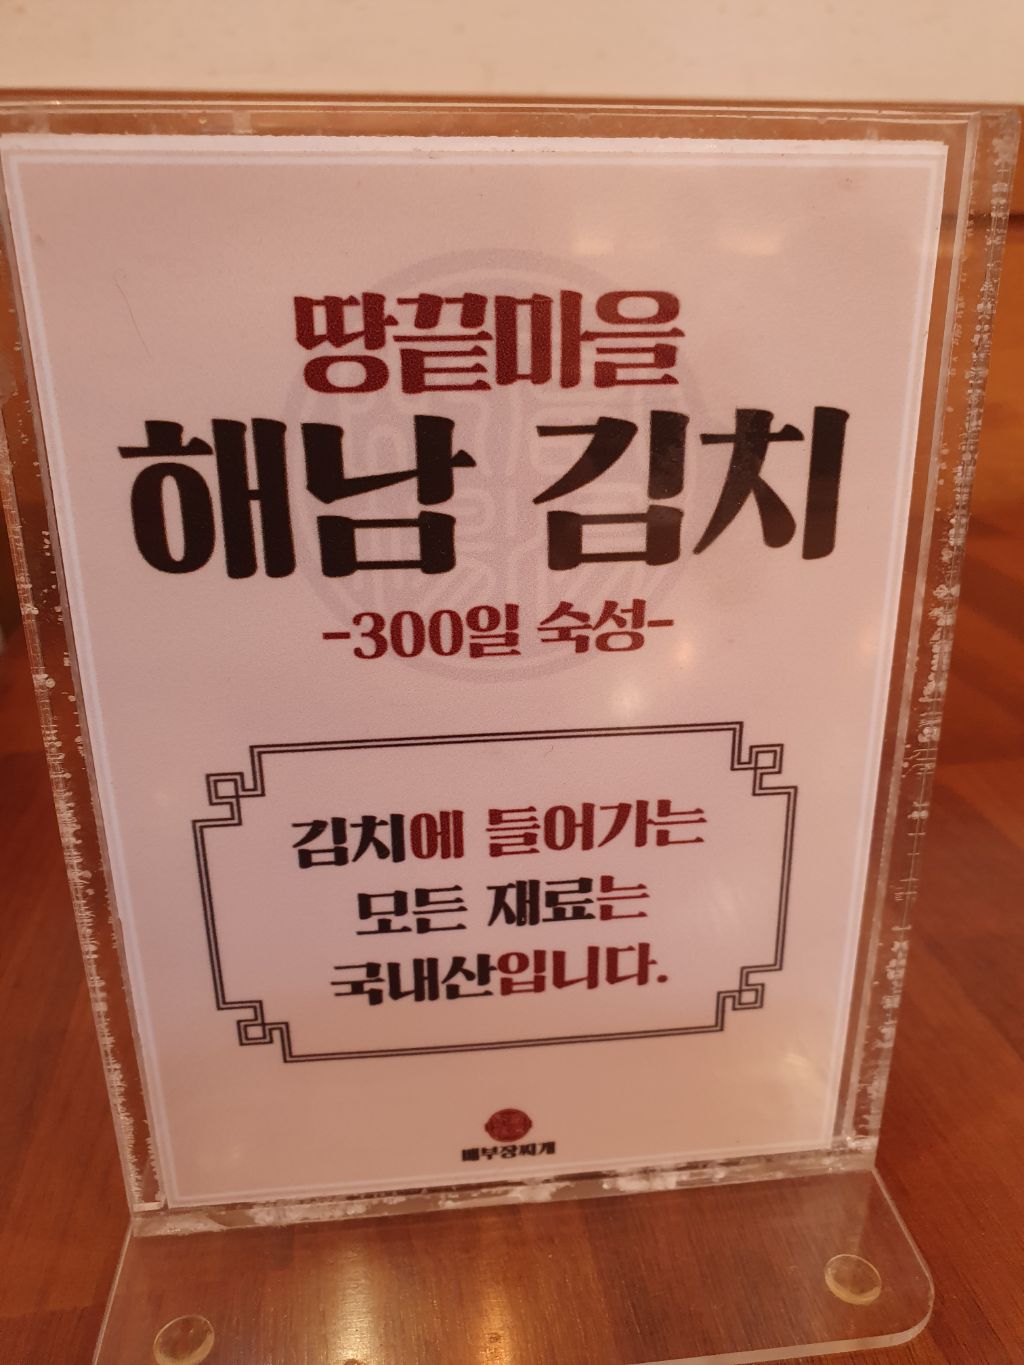 땅끝마을
해남 김치
-300일 숙성-
김치에 들어가는
모든 재료는
국내산입니다.
배부장찌개